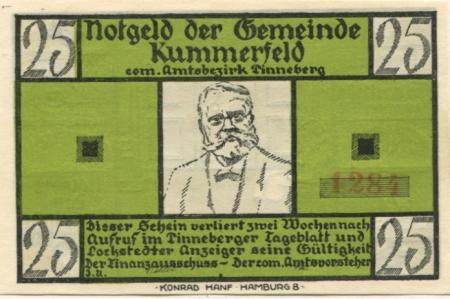 25 Notgeld der Gemeinde 25
Kummerfeld
com. Amtsbezirk Pinneberg
1284
Dieser Schein verliert zwei Wochen nach
Aufruf im Pinneberger Tageblatt und
Lockstedter Anzeiger seine Gültigkeit
Der Finanzausschuss. Der com. Amtsvorsteher
J.A.
25 25
KONRAD HANF - HAMBURG 8